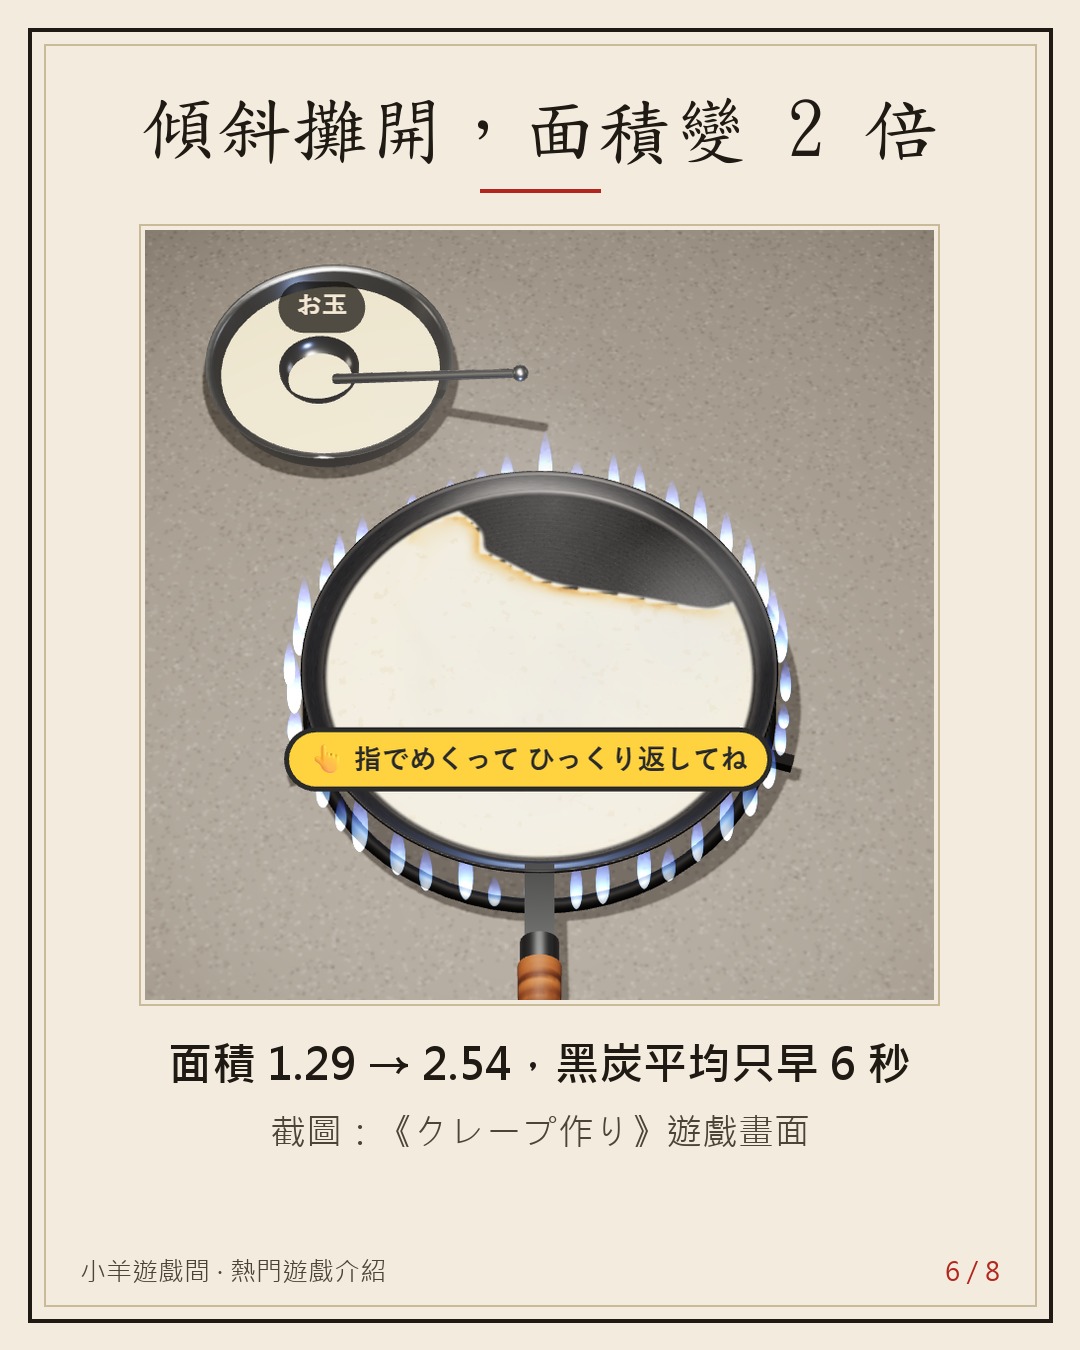 傾斜攤開，面積變 2 倍
お玉
指でめくって ひっくり返してね
面積 1.29 → 2.54，黑炭平均只早 6 秒
截圖：《クレープ作り》遊戲畫面
小羊遊戲間 · 熱門遊戲介紹
6 / 8